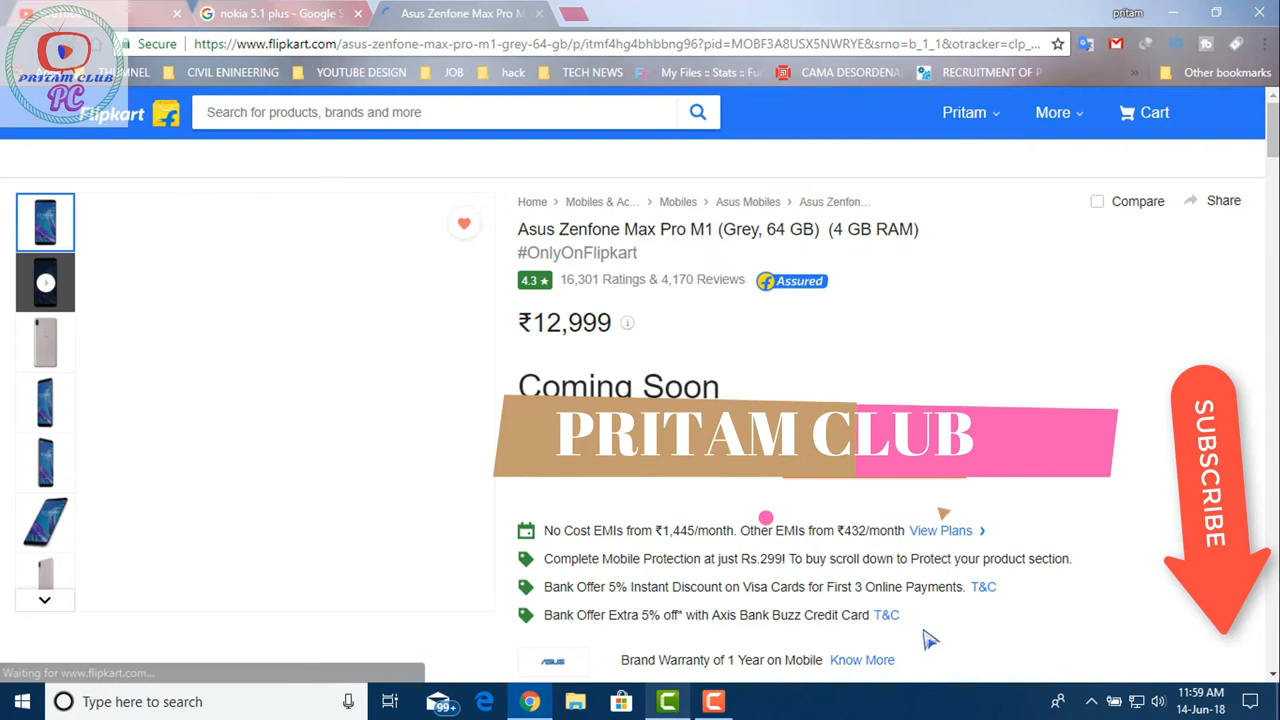 nokia 5.1 plus - Google S
Asus Zenfone Max Pro M
pritam
Secure
https://www.flipkart.com/asus-zenfone-max-pro-m1-grey-64-gb/p/itmf4hg4bhbbng96?pid=MOBF3A8USX5NWRYE&srno=b_1_1&otracker=clp_...
CIVIL ENINEERING
YOUTUBE DESIGN
JOB
hack
TECH NEWS
My Files :: Stats :: Fu
CAMA DESORDENA
RECRUITMENT OF P
»
Other bookmarks
PRITAM CLUB
PC
Flipkart
Search for products, brands and more
Pritam
More
Cart
Home > Mobiles & Ac... > Mobiles > Asus Mobiles > Asus Zenfon...
Compare
Share
Asus Zenfone Max Pro M1 (Grey, 64 GB) (4 GB RAM)
#OnlyOnFlipkart
4.3 ★
16,301 Ratings & 4,170 Reviews
Assured
₹12,999
Coming Soon
PRITAM CLUB
SUBSCRIBE
No Cost EMIs from ₹1,445/month. Other EMIs from ₹432/month View Plans >
Complete Mobile Protection at just Rs.299! To buy scroll down to Protect your product section.
Bank Offer 5% Instant Discount on Visa Cards for First 3 Online Payments. T&C
Bank Offer Extra 5% off* with Axis Bank Buzz Credit Card T&C
ASUS
Brand Warranty of 1 Year on Mobile Know More
Waiting for www.flipkart.com...
Type here to search
99+
11:59 AM
14-Jun-18